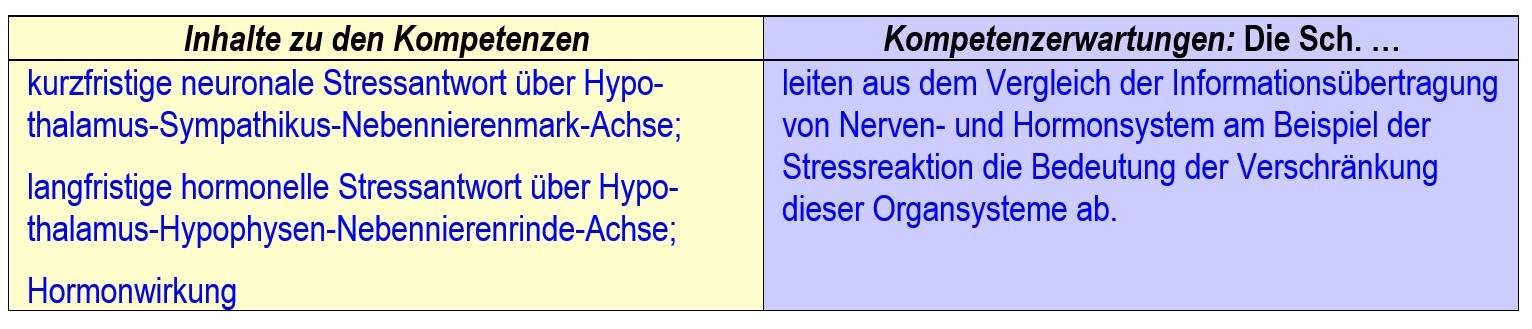 Inhalte zu den Kompetenzen
Kompetenzerwartungen: Die Sch. …
kurzfristige neuronale Stressantwort über Hypo-
thalamus-Sympathikus-Nebennierenmark-Achse;
langfristige hormonelle Stressantwort über Hypo-
thalamus-Hypophysen-Nebennierenrinde-Achse;
Hormonwirkung
leiten aus dem Vergleich der Informationsübertragung
von Nerven- und Hormonsystem am Beispiel der
Stressreaktion die Bedeutung der Verschränkung
dieser Organsysteme ab.